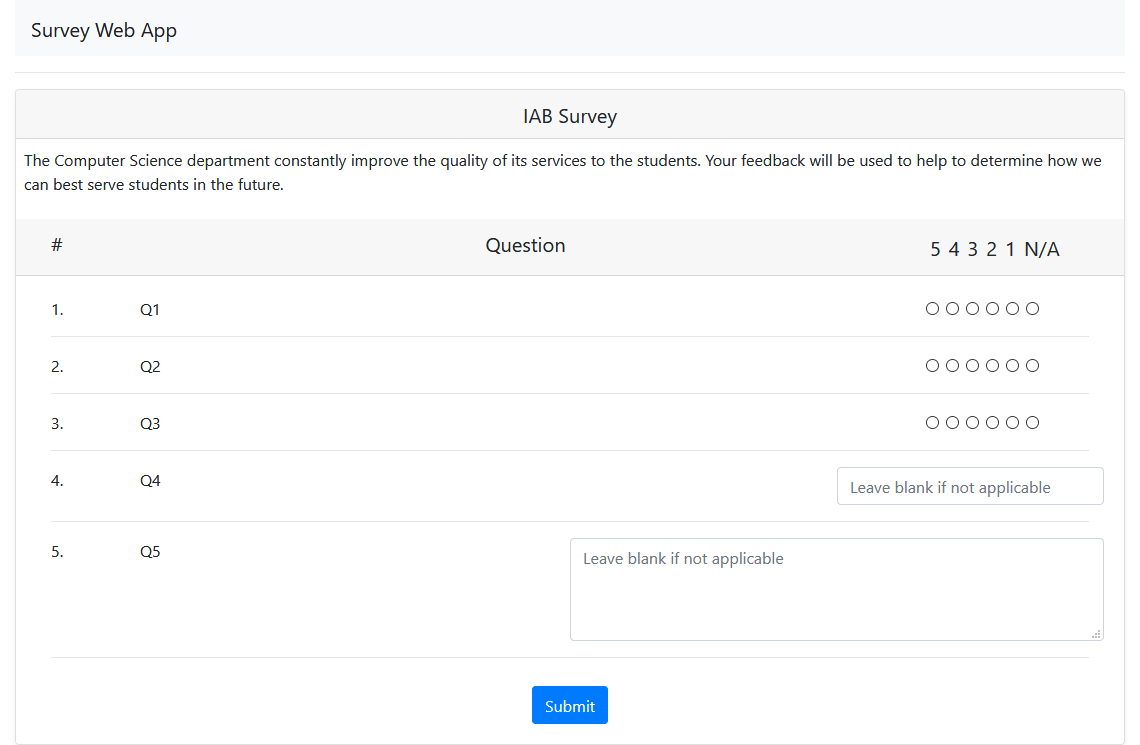 Survey Web App
IAB Survey
The Computer Science department constantly improve the quality of its services to the students. Your feedback will be used to help to determine how we
can best serve students in the future.
# Question 5 4 3 2 1 N/A
1. Q1
2. Q2
3. Q3
4. Q4 Leave blank if not applicable
5. Q5 Leave blank if not applicable
Submit